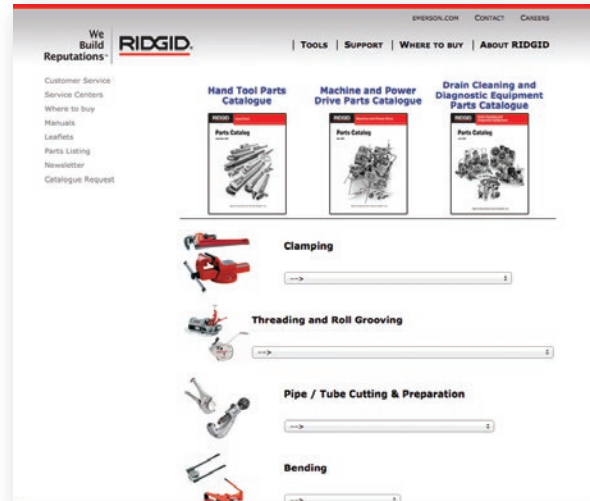 EMERSON.COM CONTACT CAREERS
We
Build
Reputations™
RIDGID.
| TOOLS | SUPPORT | WHERE TO BUY | ABOUT RIDGID
Customer Service
Service Centers
Where to buy
Manuals
Leaflets
Parts Listing
Newsletter
Catalogue Request
Hand Tool Parts
Catalogue
Machine and Power
Drive Parts Catalogue
Drain Cleaning and
Diagnostic Equipment
Parts Catalogue
RIDGID
Parts Catalog
RIDGID
Parts Catalog
RIDGID
Parts Catalog
Clamping
--->
Threading and Roll Grooving
--->
Pipe / Tube Cutting & Preparation
--->
Bending
--->